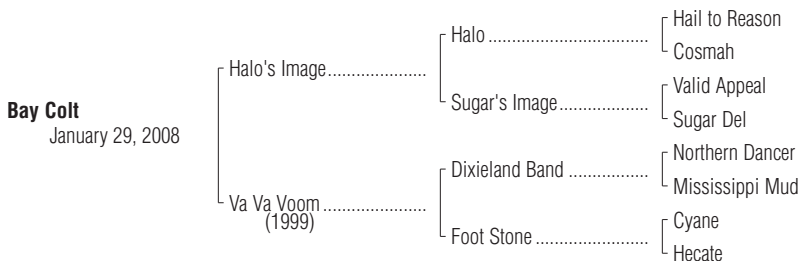 Hail to Reason
Halo
Cosmah
Halo's Image
Valid Appeal
Sugar's Image
Sugar Del
Bay Colt
January 29, 2008
Northern Dancer
Dixieland Band
Mississippi Mud
Va Va Voom
(1999)
Cyane
Foot Stone
Hecate